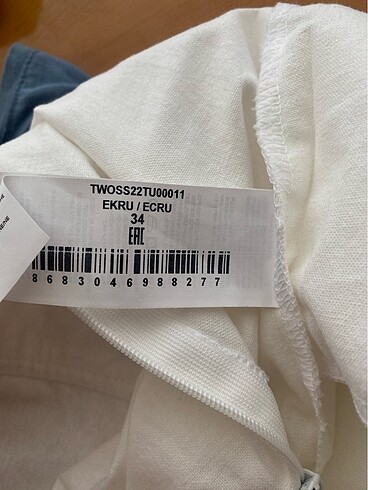 TWOSS22TU00011
EKRU / ECRU
34
EAC
8683046988277